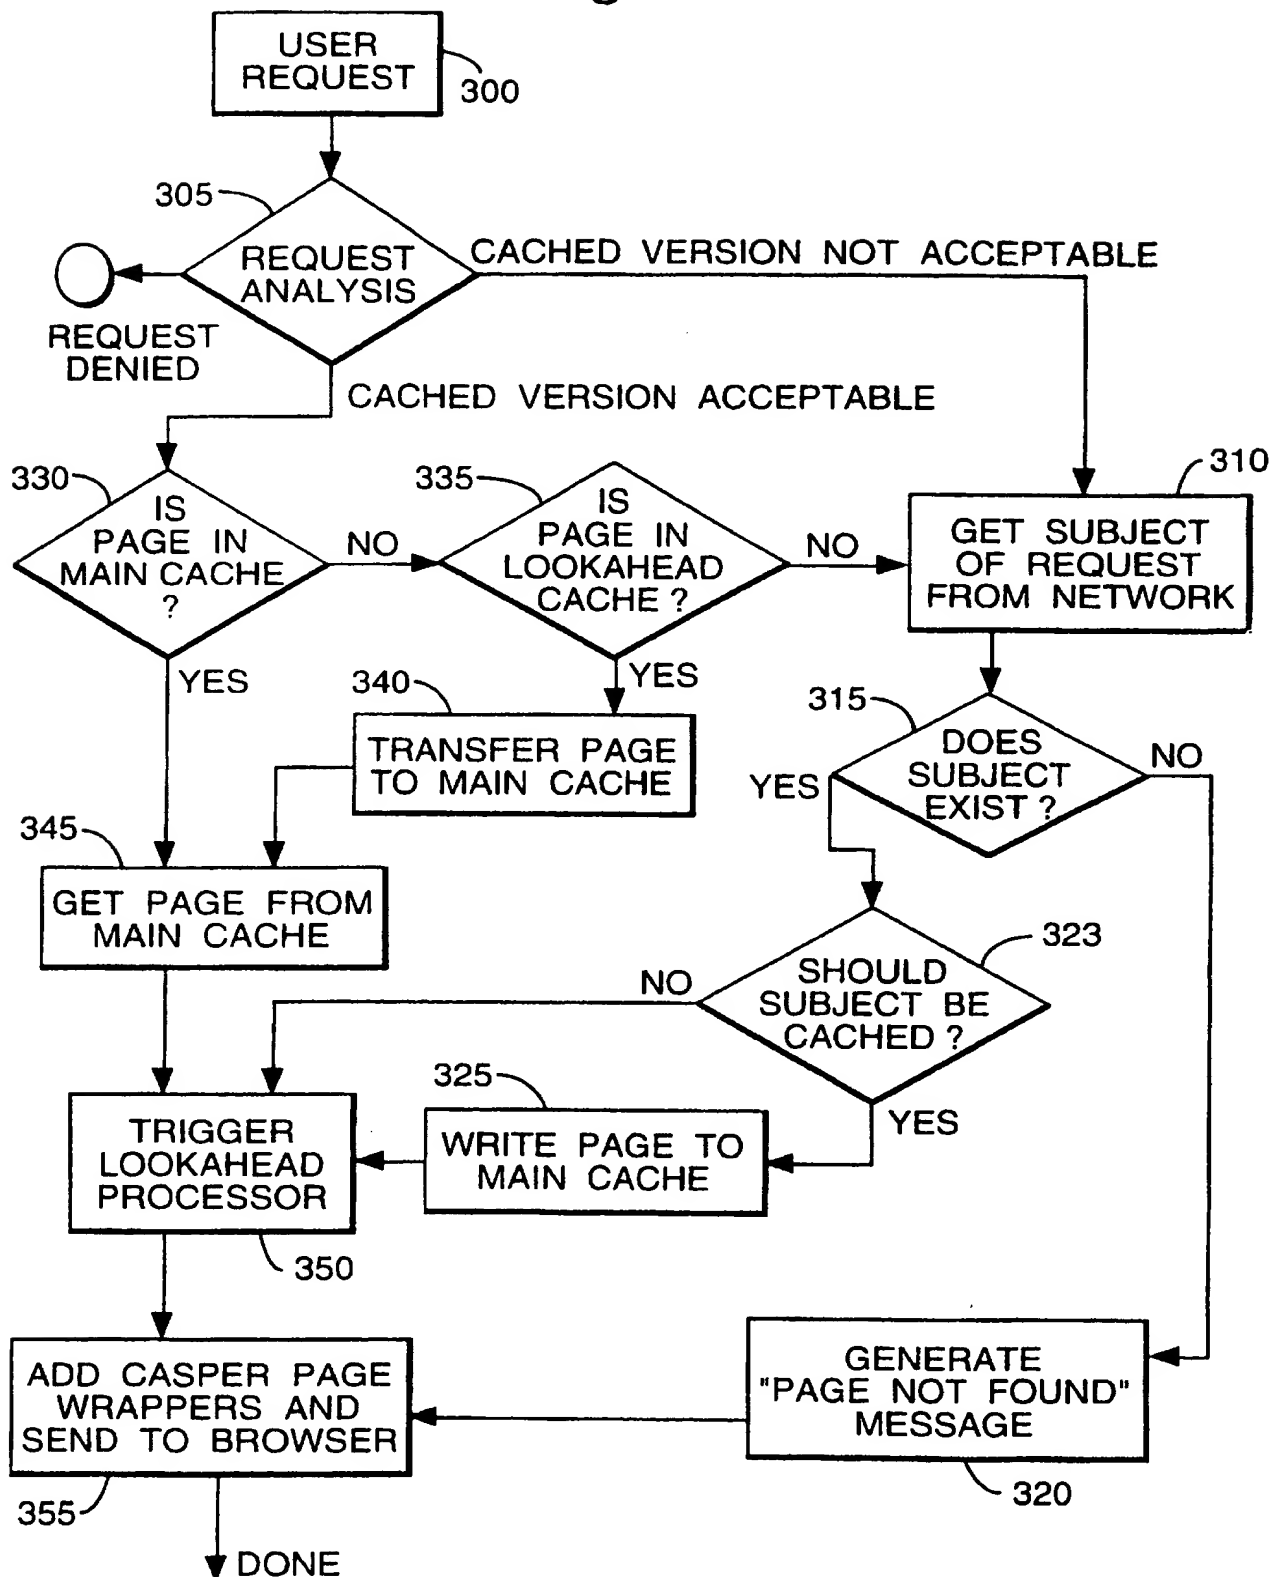 USER
REQUEST
300
305
REQUEST
ANALYSIS
CACHED VERSION NOT ACCEPTABLE
REQUEST
DENIED
CACHED VERSION ACCEPTABLE
330
IS
PAGE IN
MAIN CACHE
?
NO
335
IS
PAGE IN
LOOKAHEAD
CACHE ?
NO
310
GET SUBJECT
OF REQUEST
FROM NETWORK
YES
YES
340
TRANSFER PAGE
TO MAIN CACHE
315
DOES
SUBJECT
EXIST ?
YES
NO
345
GET PAGE FROM
MAIN CACHE
323
SHOULD
SUBJECT BE
CACHED ?
NO
YES
325
WRITE PAGE TO
MAIN CACHE
TRIGGER
LOOKAHEAD
PROCESSOR
350
ADD CASPER PAGE
WRAPPERS AND
SEND TO BROWSER
355
GENERATE
"PAGE NOT FOUND"
MESSAGE
320
DONE